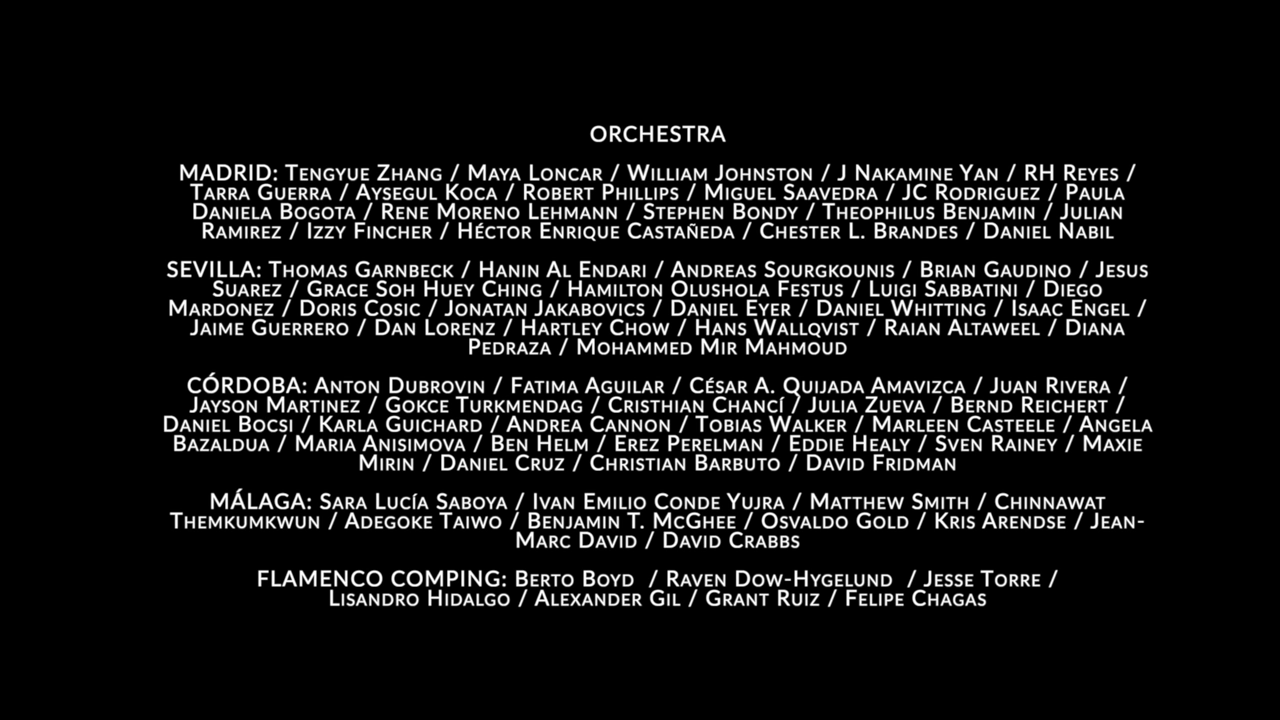 ORCHESTRA
MADRID: TENGYUE ZHANG / MAYA LONCAR / WILLIAM JOHNSTON / J NAKAMINE YAN / RH REYES /
TARRA GUERRA / AYSEGUL KOCA / ROBERT PHILLIPS / MIGUEL SAAVEDRA / JC RODRIGUEZ / PAULA
DANIELA BOGOTA / RENE MORENO LEHMANN / STEPHEN BONDY / THEOPHILUS BENJAMIN / JULIAN
RAMIREZ / IZZY FINCHER / HÉCTOR ENRIQUE CASTAÑEDA / CHESTER L. BRANDES / DANIEL NABIL
SEVILLA: THOMAS GARNBECK / HANIN AL ENDARI / ANDREAS SOURGKOUNIS / BRIAN GAUDINO / JESUS
SUAREZ / GRACE SOH HUEY CHING / HAMILTON OLUSHOLA FESTUS / LUIGI SABBATINI / DIEGO
MARDONEZ / DORIS COSIC / JONATAN JAKABOVICS / DANIEL EYER / DANIEL WHITTING / ISAAC ENGEL /
JAIME GUERRERO / DAN LORENZ / HARTLEY CHOW / HANS WALLQVIST / RAIAN ALTAWEEL / DIANA
PEDRAZA / MOHAMMED MIR MAHMOUD
CÓRDOBA: ANTON DUBROVIN / FATIMA AGUILAR / CÉSAR A. QUIJADA AMAVIZCA / JUAN RIVERA /
JAYSON MARTINEZ / GOKCE TURKMENDAG / CRISTHIAN CHANCÍ / JULIA ZUEVA / BERND REICHERT /
DANIEL BOCSI / KARLA GUICHARD / ANDREA CANNON / TOBIAS WALKER / MARLEEN CASTEELE / ANGELA
BAZALDUA / MARIA ANISIMOVA / BEN HELM / EREZ PERELMAN / EDDIE HEALY / SVEN RAINEY / MAXIE
MIRIN / DANIEL CRUZ / CHRISTIAN BARBUTO / DAVID FRIDMAN
MÁLAGA: SARA LUCÍA SABOYA / IVAN EMILIO CONDE YUJRA / MATTHEW SMITH / CHINNAWAT
THEMKUMKWUN / ADEGOKE TAIWO / BENJAMIN T. MCGHEE / OSVALDO GOLD / KRIS ARENDSE / JEAN-
MARC DAVID / DAVID CRABBS
FLAMENCO COMPING: BERTO BOYD / RAVEN DOW-HYGELUND / JESSE TORRE /
LISANDRO HIDALGO / ALEXANDER GIL / GRANT RUIZ / FELIPE CHAGAS